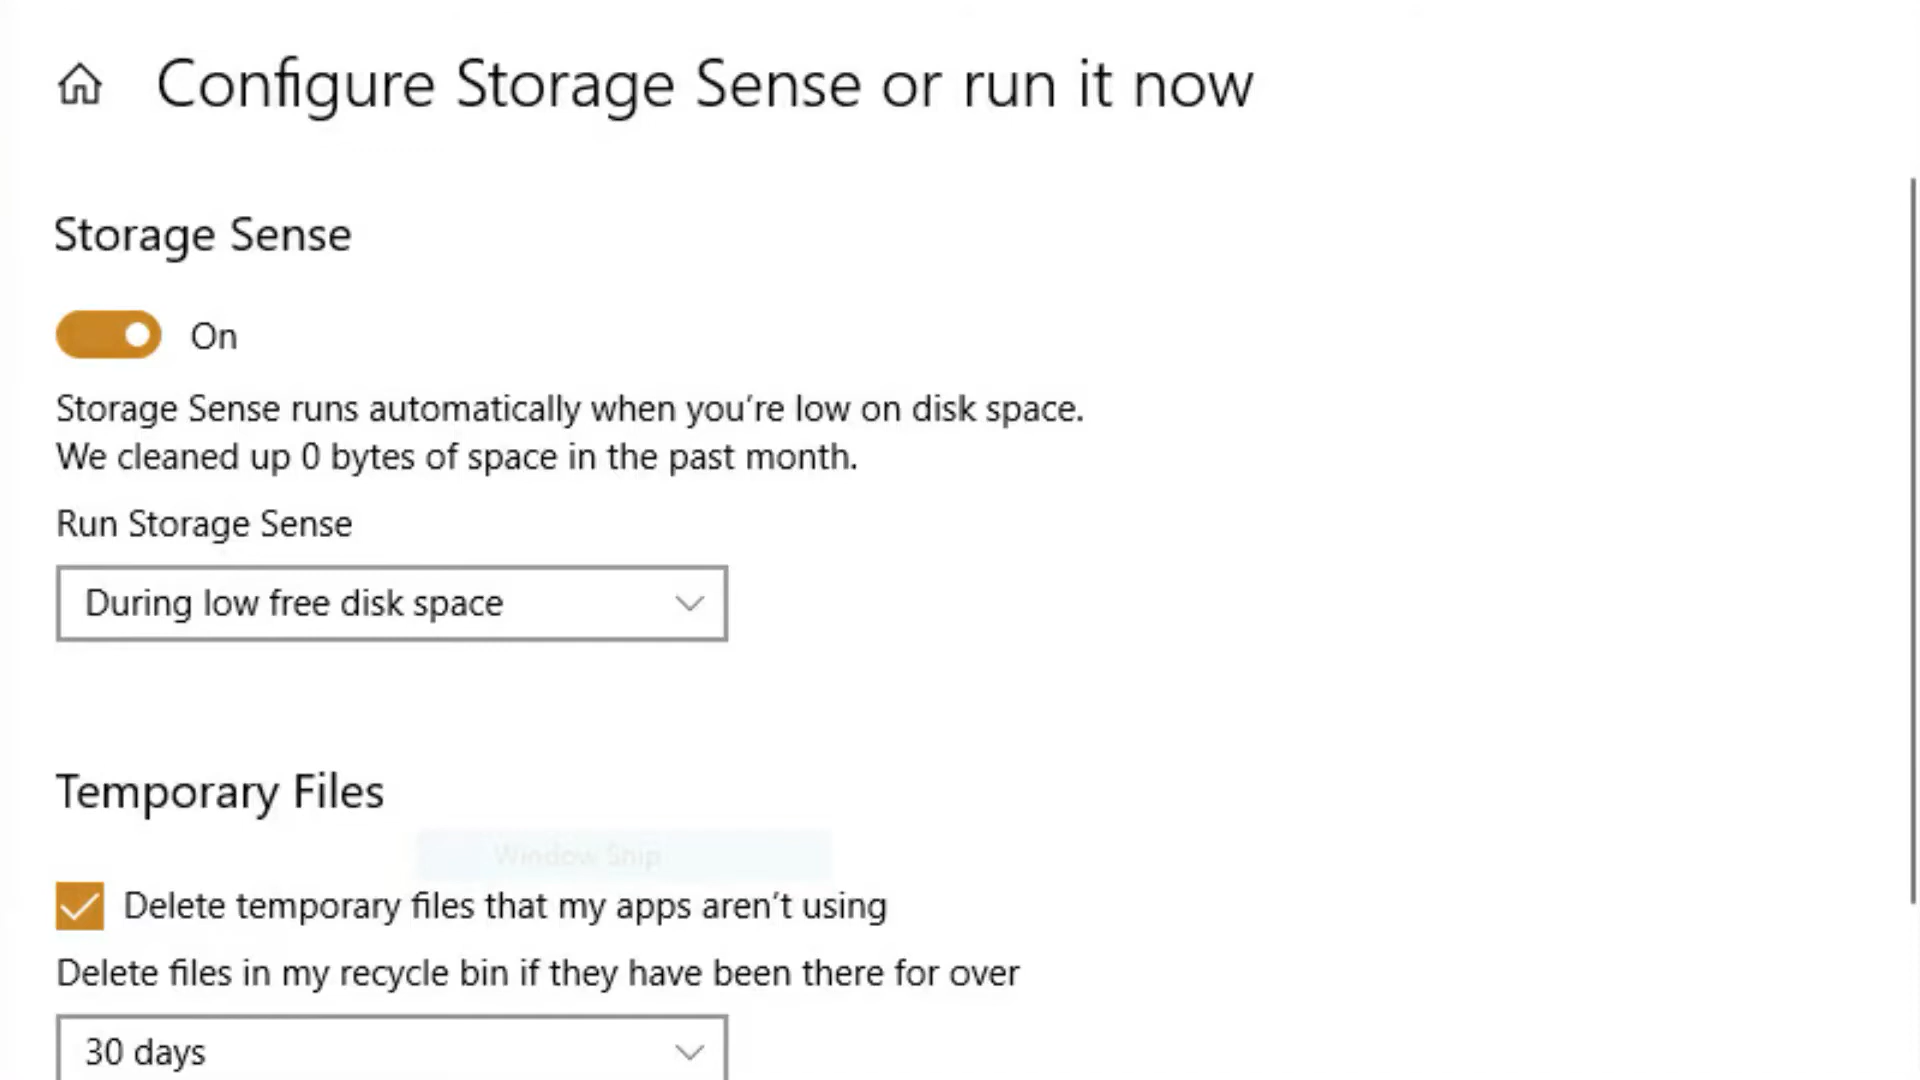 Configure Storage Sense or run it now
Storage Sense
On
Storage Sense runs automatically when you’re low on disk space.
We cleaned up 0 bytes of space in the past month.
Run Storage Sense
During low free disk space
Temporary Files
Window Snip
Delete temporary files that my apps aren’t using
Delete files in my recycle bin if they have been there for over
30 days